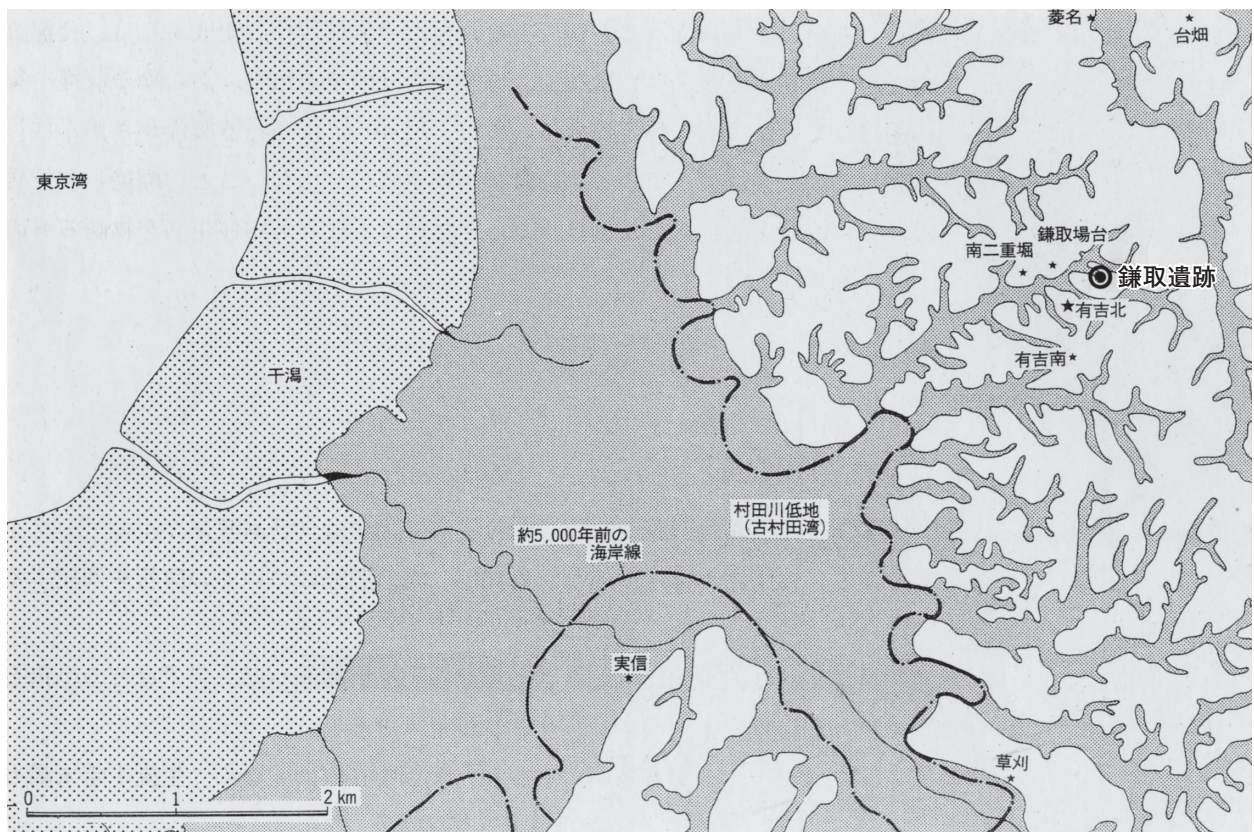 菱名
台畑
東京湾
鎌取場台
南二重堀
鎌取遺跡
有吉北
有吉南
干潟
村田川低地
（古村田湾）
約5,000年前の
海岸線
実信
草刈
0 1 2 km